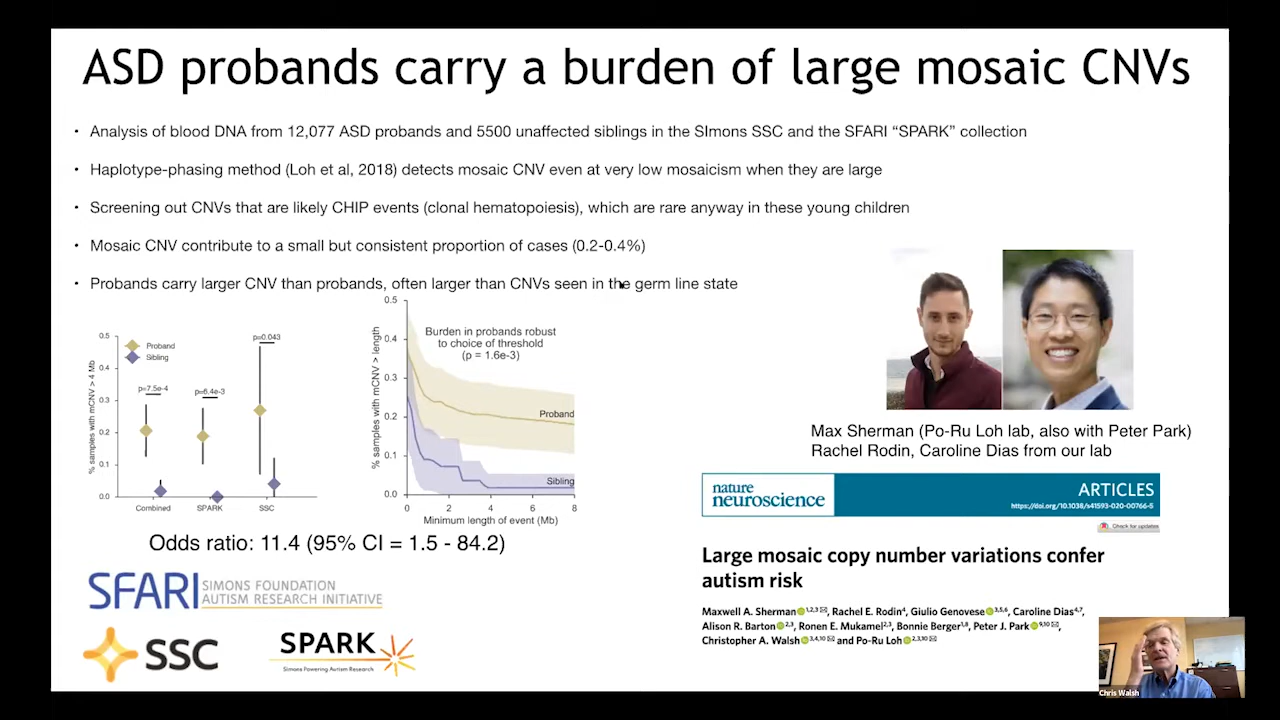 ASD probands carry a burden of large mosaic CNVs
• Analysis of blood DNA from 12,077 ASD probands and 5500 unaffected siblings in the SImons SSC and the SFARI “SPARK” collection
• Haplotype-phasing method (Loh et al, 2018) detects mosaic CNV even at very low mosaicism when they are large
• Screening out CNVs that are likely CHIP events (clonal hematopoiesis), which are rare anyway in these young children
• Mosaic CNV contribute to a small but consistent proportion of cases (0.2-0.4%)
• Probands carry larger CNV than probands, often larger than CNVs seen in the germ line state
% samples with mCNV > 4 Mb
0.5
0.4
0.3
0.2
0.1
0.0
Proband
Sibling
p=7.5e-4
p=6.4e-3
p=0.043
Combined
SPARK
SSC
% samples with mCNV > length
0.5
0.4
0.3
0.2
0.1
0.0
Burden in probands robust
to choice of threshold
(p = 1.6e-3)
Proband
Sibling
0 2 4 6 8
Minimum length of event (Mb)
Odds ratio: 11.4 (95% CI = 1.5 - 84.2)
SFARI
SIMONS FOUNDATION
AUTISM RESEARCH INITIATIVE
SSC
SPARK
Simons Powering Autism Research
Max Sherman (Po-Ru Loh lab, also with Peter Park)
Rachel Rodin, Caroline Dias from our lab
nature
neuroscience
ARTICLES
https://doi.org/10.1038/s41593-020-00766-5
Check for updates
Large mosaic copy number variations confer
autism risk
Maxwell A. Sherman 1,2,3 ✉, Rachel E. Rodin4, Giulio Genovese 3,5,6, Caroline Dias4,7,
Alison R. Barton 2,3, Ronen E. Mukamel2,3, Bonnie Berger1,8, Peter J. Park 9,10 ✉,
Christopher A. Walsh 3,4,10 ✉ and Po-Ru Loh 2,3,10 ✉
Chris Walsh